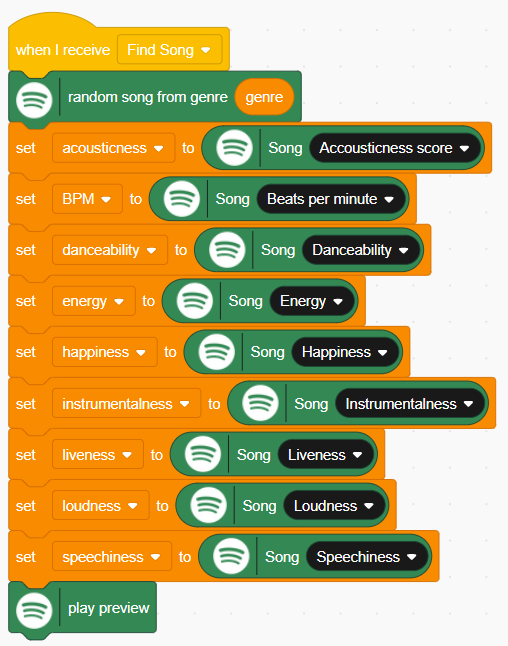 when I receive Find Song
random song from genre genre
set acousticness to Song Accousticness score
set BPM to Song Beats per minute
set danceability to Song Danceability
set energy to Song Energy
set happiness to Song Happiness
set instrumentalness to Song Instrumentalness
set liveness to Song Liveness
set loudness to Song Loudness
set speechiness to Song Speechiness
play preview